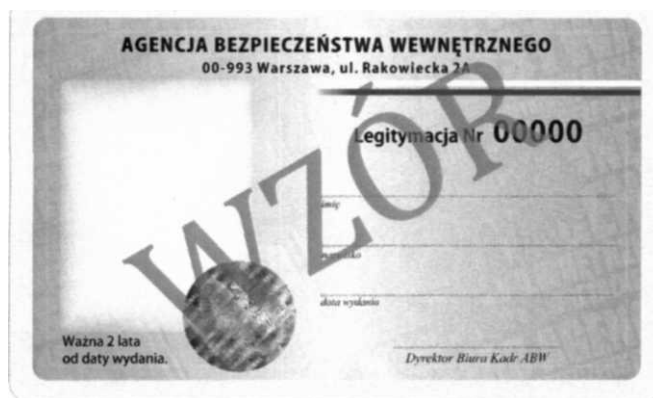 AGENCJA BEZPIECZEŃSTWA WEWNĘTRZNEGO
00-993 Warszawa, ul. Rakowiecka 2A
Legitymacja Nr 00000
imię
nazwisko
data wydania
Ważna 2 lata
od daty wydania.
Dyrektor Biura Kadr ABW
WZÓR